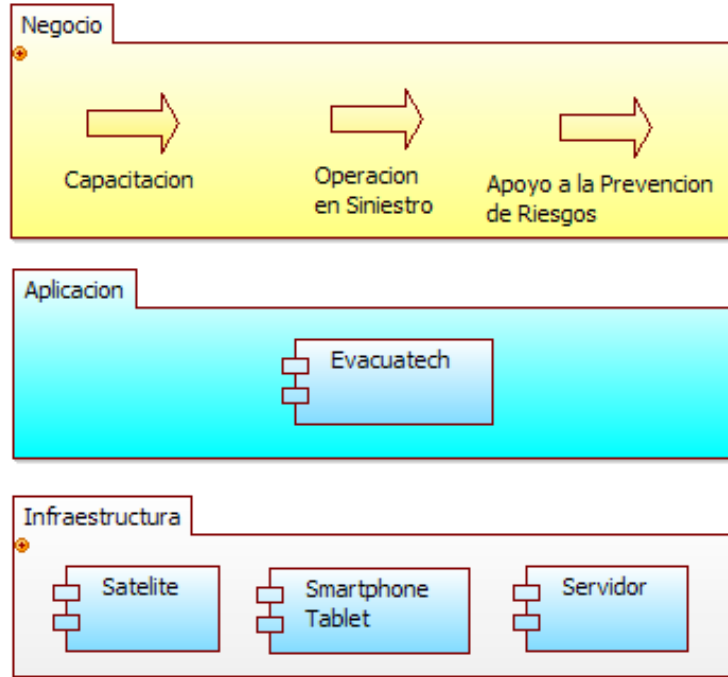 Negocio
Capacitacion
Operacion
en Siniestro
Apoyo a la Prevencion
de Riesgos
Aplicacion
Evacuatech
Infraestructura
Satelite
Smartphone
Tablet
Servidor